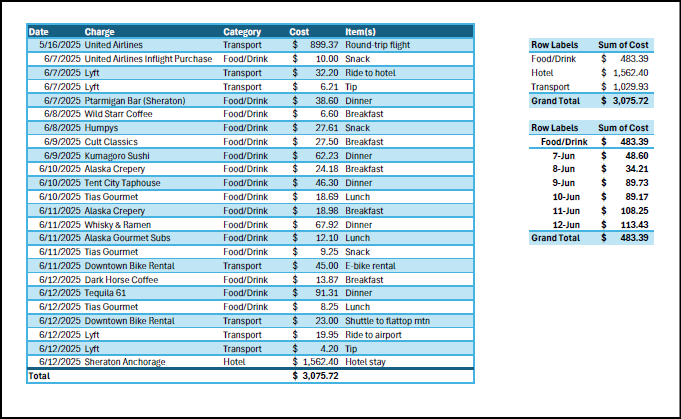 Date Charge Category Cost Item(s)
5/16/2025 United Airlines Transport $ 899.37 Round-trip flight
6/7/2025 United Airlines Inflight Purchase Food/Drink $ 10.00 Snack
6/7/2025 Lyft Transport $ 32.20 Ride to hotel
6/7/2025 Lyft Transport $ 6.21 Tip
6/7/2025 Ptarmigan Bar (Sheraton) Food/Drink $ 38.60 Dinner
6/8/2025 Wild Starr Coffee Food/Drink $ 6.60 Breakfast
6/8/2025 Humpys Food/Drink $ 27.61 Snack
6/9/2025 Cult Classics Food/Drink $ 27.50 Breakfast
6/9/2025 Kumagoro Sushi Food/Drink $ 62.23 Dinner
6/10/2025 Alaska Crepery Food/Drink $ 24.18 Breakfast
6/10/2025 Tent City Taphouse Food/Drink $ 46.30 Dinner
6/10/2025 Tias Gourmet Food/Drink $ 18.69 Lunch
6/11/2025 Alaska Crepery Food/Drink $ 18.98 Breakfast
6/11/2025 Whisky & Ramen Food/Drink $ 67.92 Dinner
6/11/2025 Alaska Gourmet Subs Food/Drink $ 12.10 Lunch
6/11/2025 Tias Gourmet Food/Drink $ 9.25 Snack
6/11/2025 Downtown Bike Rental Transport $ 45.00 E-bike rental
6/12/2025 Dark Horse Coffee Food/Drink $ 13.87 Breakfast
6/12/2025 Tequila 61 Food/Drink $ 91.31 Dinner
6/12/2025 Tias Gourmet Food/Drink $ 8.25 Lunch
6/12/2025 Downtown Bike Rental Transport $ 23.00 Shuttle to flattop mtn
6/12/2025 Lyft Transport $ 19.95 Ride to airport
6/12/2025 Lyft Transport $ 4.20 Tip
6/12/2025 Sheraton Anchorage Hotel $ 1,562.40 Hotel stay
Total $ 3,075.72
Row Labels Sum of Cost
Food/Drink $ 483.39
Hotel $ 1,562.40
Transport $ 1,029.93
Grand Total $ 3,075.72
Row Labels Sum of Cost
Food/Drink $ 483.39
7-Jun $ 48.60
8-Jun $ 34.21
9-Jun $ 89.73
10-Jun $ 89.17
11-Jun $ 108.25
12-Jun $ 113.43
Grand Total $ 483.39